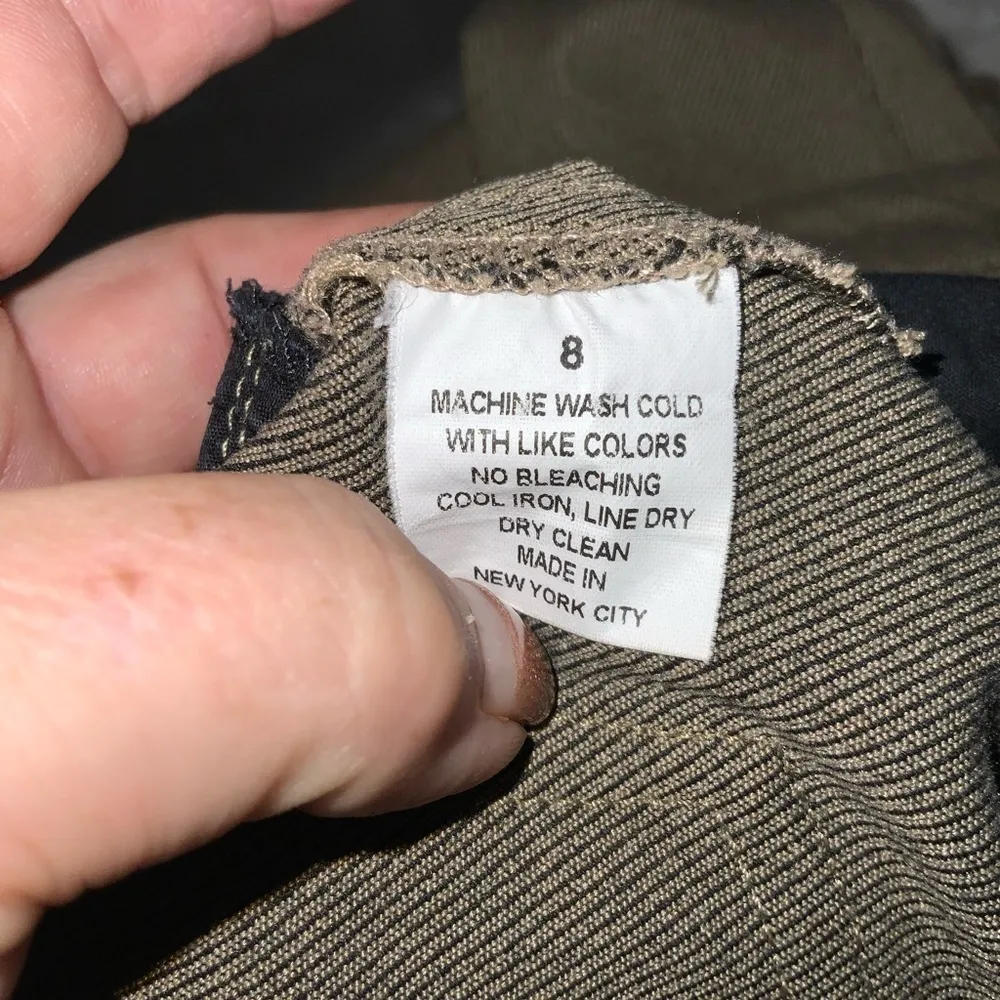 8
MACHINE WASH COLD
WITH LIKE COLORS
NO BLEACHING
COOL IRON, LINE DRY
DRY CLEAN
MADE IN
NEW YORK CITY